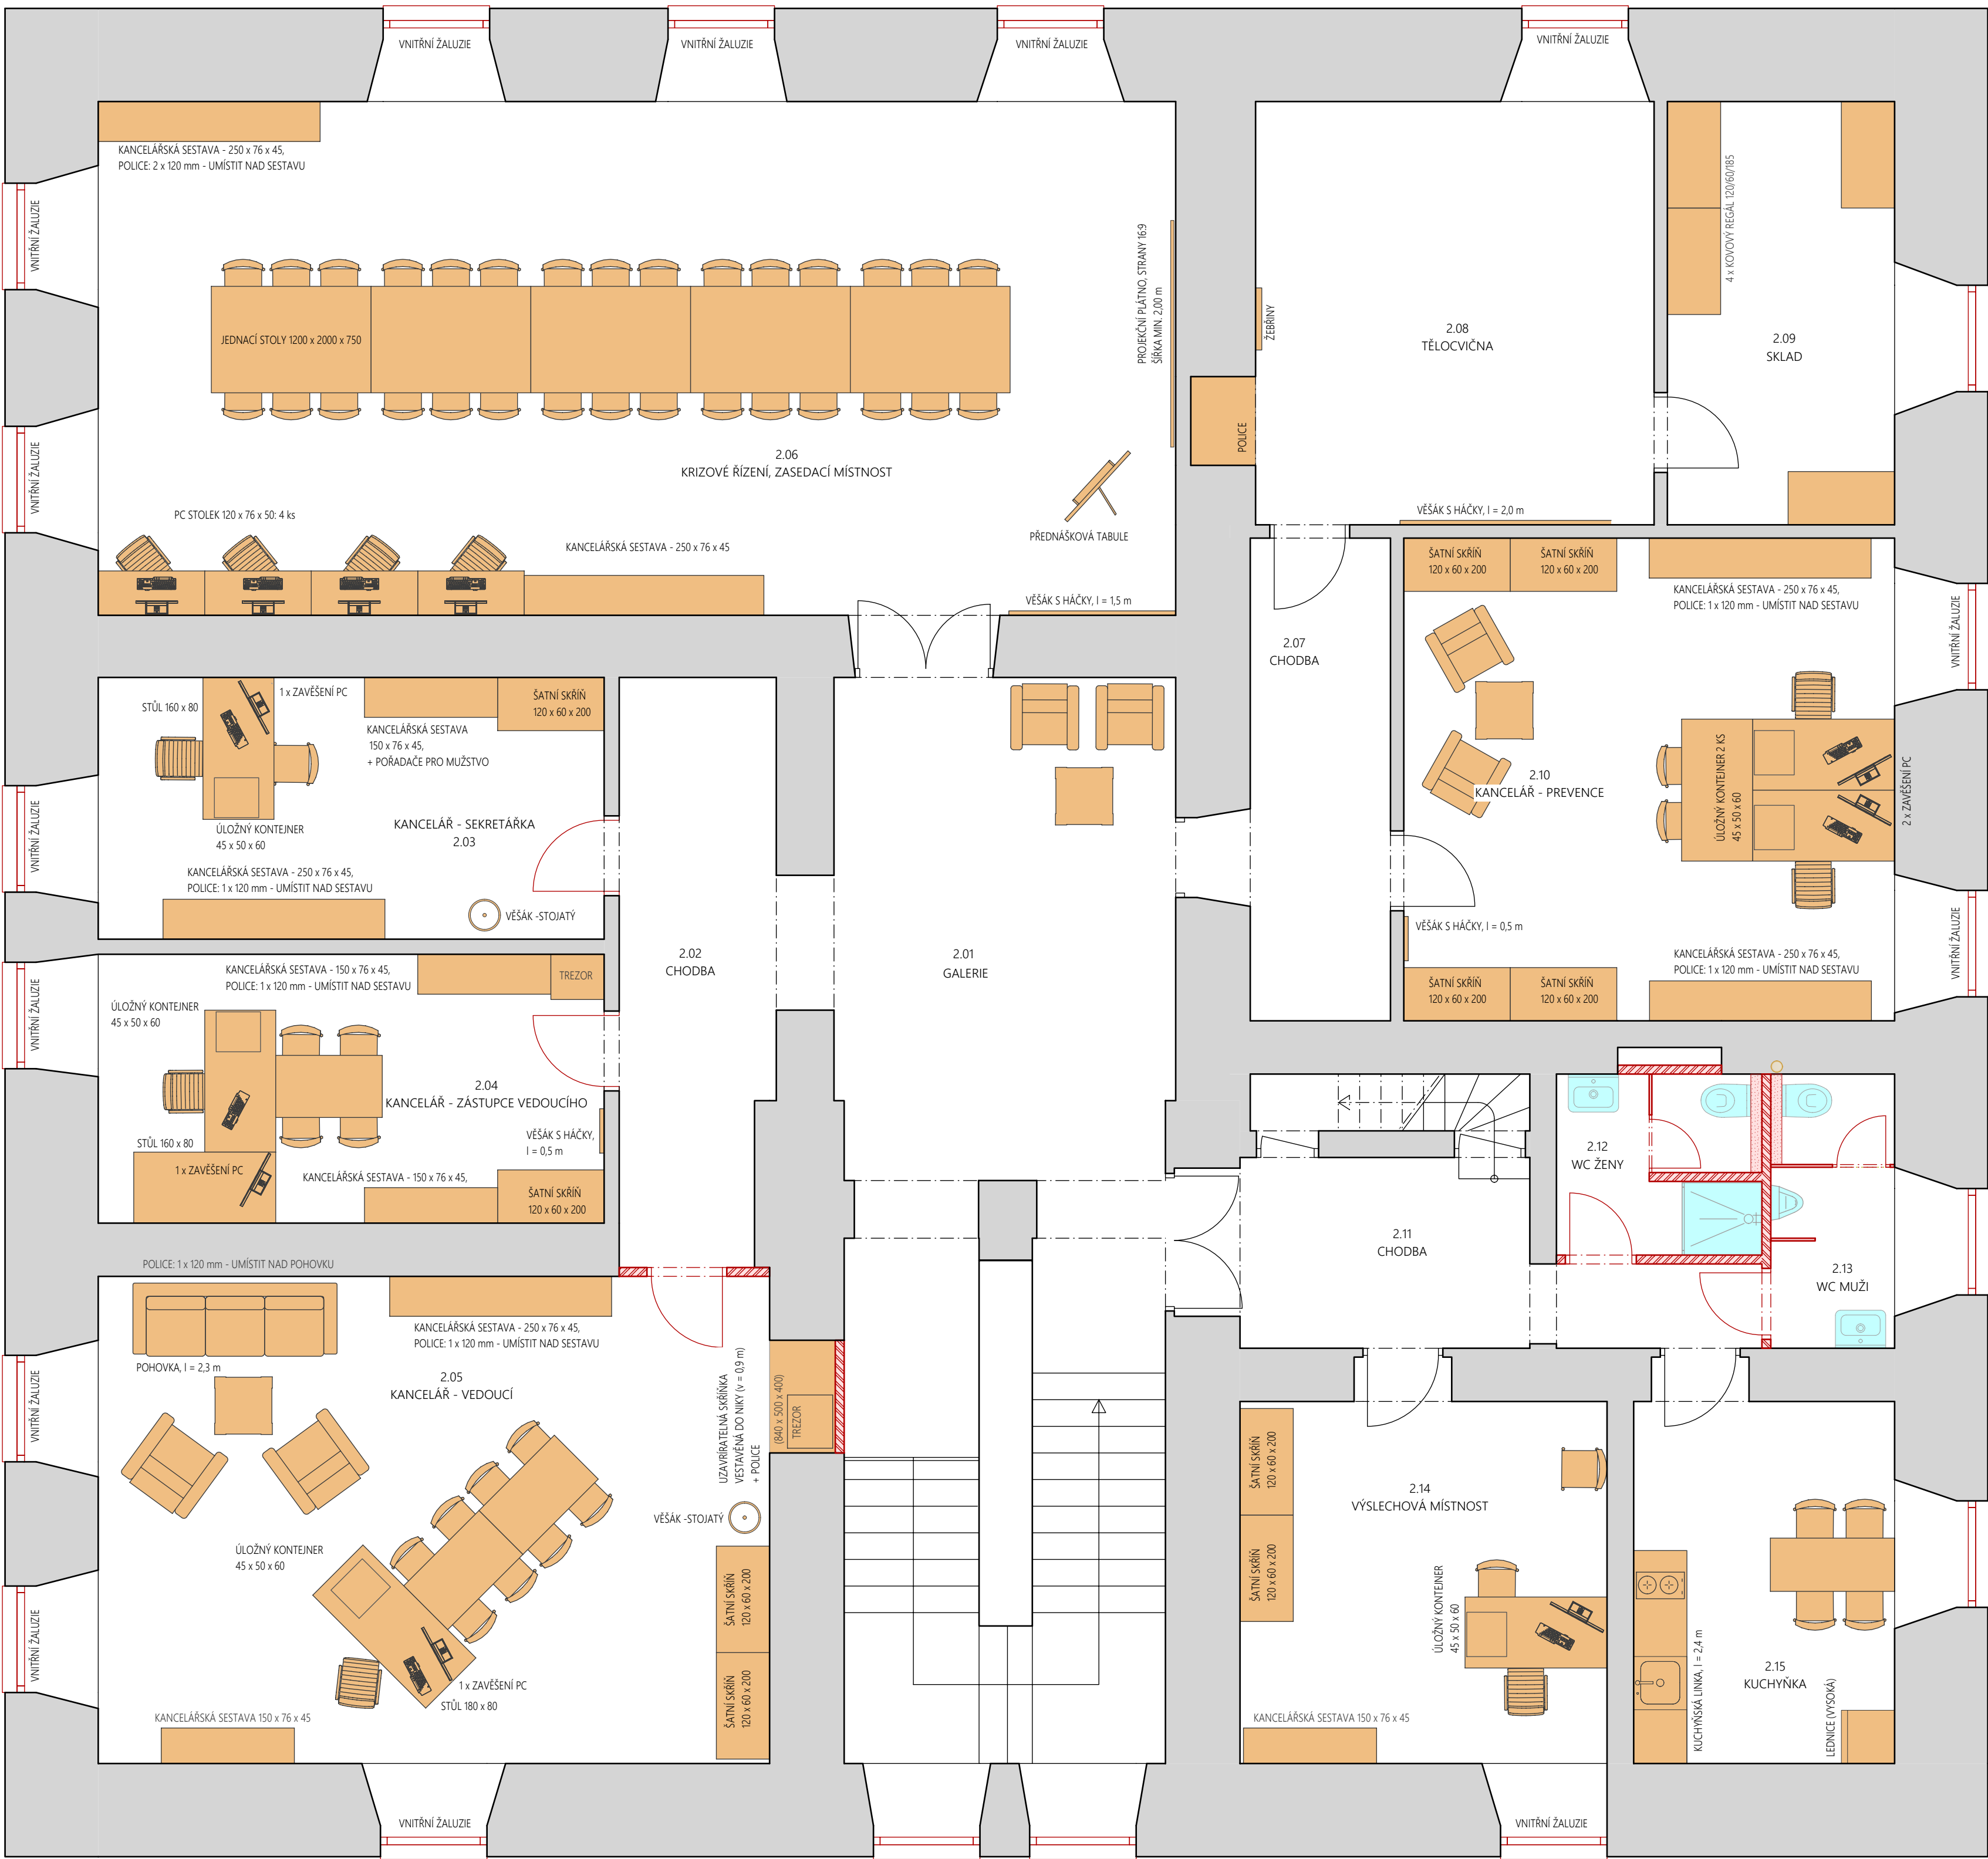 VNITŘNÍ ŽALUZIE
VNITŘNÍ ŽALUZIE
VNITŘNÍ ŽALUZIE
VNITŘNÍ ŽALUZIE
KANCELÁŘSKÁ SESTAVA - 250 x 76 x 45,
POLICE: 2 x 120 mm - UMÍSTIT NAD SESTAVU
VNITŘNÍ ŽALUZIE
JEDNACÍ STOLY 1200 x 2000 x 750
PROJEKČNÍ PLÁTNO, STRANY 16:9
ŠÍŘKA MIN. 2,00 m
2.06
KRIZOVÉ ŘÍZENÍ, ZASEDACÍ MÍSTNOST
VNITŘNÍ ŽALUZIE
PC STOLEK 120 x 76 x 50: 4 ks
KANCELÁŘSKÁ SESTAVA - 250 x 76 x 45
PŘEDNÁŠKOVÁ TABULE
VĚŠÁK S HÁČKY, l = 1,5 m
ŽEBŘINY
POLICE
2.08
TĚLOCVIČNA
VĚŠÁK S HÁČKY, l = 2,0 m
4 x KOVOVÝ REGÁL 120/60/185
2.09
SKLAD
2.07
CHODBA
ŠATNÍ SKŘÍŇ
120 x 60 x 200
ŠATNÍ SKŘÍŇ
120 x 60 x 200
KANCELÁŘSKÁ SESTAVA - 250 x 76 x 45,
POLICE: 1 x 120 mm - UMÍSTIT NAD SESTAVU
VNITŘNÍ ŽALUZIE
2.10
KANCELÁŘ - PREVENCE
ÚLOŽNÝ KONTEJNER 2 KS
45 x 50 x 60
2 x ZAVĚŠENÍ PC
VĚŠÁK S HÁČKY, l = 0,5 m
KANCELÁŘSKÁ SESTAVA - 250 x 76 x 45,
POLICE: 1 x 120 mm - UMÍSTIT NAD SESTAVU
ŠATNÍ SKŘÍŇ
120 x 60 x 200
ŠATNÍ SKŘÍŇ
120 x 60 x 200
VNITŘNÍ ŽALUZIE
STŮL 160 x 80
1 x ZAVĚŠENÍ PC
ŠATNÍ SKŘÍŇ
120 x 60 x 200
KANCELÁŘSKÁ SESTAVA
150 x 76 x 45,
+ POŘADAČE PRO MUŽSTVO
VNITŘNÍ ŽALUZIE
ÚLOŽNÝ KONTEJNER
45 x 50 x 60
KANCELÁŘ - SEKRETÁŘKA
2.03
KANCELÁŘSKÁ SESTAVA - 250 x 76 x 45,
POLICE: 1 x 120 mm - UMÍSTIT NAD SESTAVU
VĚŠÁK -STOJATÝ
2.02
CHODBA
2.01
GALERIE
KANCELÁŘSKÁ SESTAVA - 150 x 76 x 45,
POLICE: 1 x 120 mm - UMÍSTIT NAD SESTAVU
TREZOR
VNITŘNÍ ŽALUZIE
ÚLOŽNÝ KONTEJNER
45 x 50 x 60
2.04
KANCELÁŘ - ZÁSTUPCE VEDOUCÍHO
STŮL 160 x 80
1 x ZAVĚŠENÍ PC
VĚŠÁK S HÁČKY,
l = 0,5 m
KANCELÁŘSKÁ SESTAVA - 150 x 76 x 45,
ŠATNÍ SKŘÍŇ
120 x 60 x 200
2.12
WC ŽENY
2.11
CHODBA
2.13
WC MUŽI
POLICE: 1 x 120 mm - UMÍSTIT NAD POHOVKU
KANCELÁŘSKÁ SESTAVA - 250 x 76 x 45,
POLICE: 1 x 120 mm - UMÍSTIT NAD SESTAVU
POHOVKA, l = 2,3 m
2.05
KANCELÁŘ - VEDOUCÍ
VNITŘNÍ ŽALUZIE
UZAVRÍRATELNÁ SKŘÍŇKA
VESTAVĚNÁ DO NIKY (v = 0,9 m)
+ POLICE
(840 x 500 x 400)
TREZOR
VĚŠÁK -STOJATÝ
ÚLOŽNÝ KONTEJNER
45 x 50 x 60
ŠATNÍ SKŘÍŇ
120 x 60 x 200
ŠATNÍ SKŘÍŇ
120 x 60 x 200
VNITŘNÍ ŽALUZIE
1 x ZAVĚŠENÍ PC
STŮL 180 x 80
KANCELÁŘSKÁ SESTAVA 150 x 76 x 45
VNITŘNÍ ŽALUZIE
ŠATNÍ SKŘÍŇ
120 x 60 x 200
ŠATNÍ SKŘÍŇ
120 x 60 x 200
2.14
VÝSLECHOVÁ MÍSTNOST
ÚLOŽNÝ KONTEJNER
45 x 50 x 60
KANCELÁŘSKÁ SESTAVA 150 x 76 x 45
VNITŘNÍ ŽALUZIE
KUCHYŇSKÁ LINKA, l = 2,4 m
2.15
KUCHYŇKA
LEDNICE (VYSOKÁ)